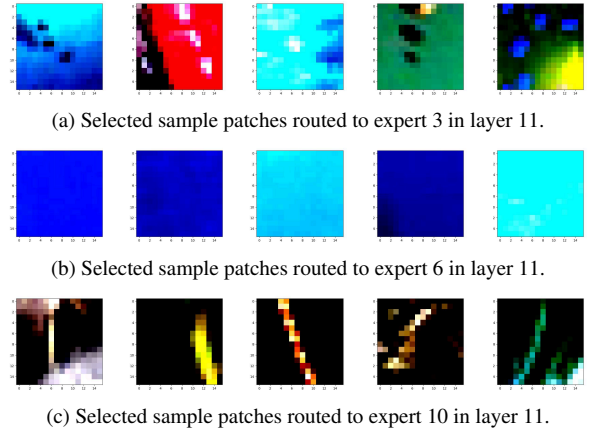 (a) Selected sample patches routed to expert 3 in layer 11.
(b) Selected sample patches routed to expert 6 in layer 11.
(c) Selected sample patches routed to expert 10 in layer 11.